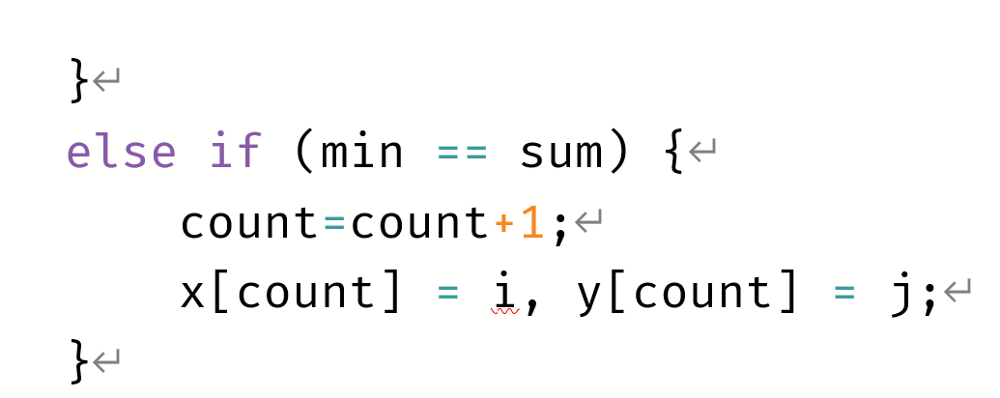 }↵
else if (min == sum) {↵
    count=count+1;↵
    x[count] = i, y[count] = j;↵
}↵